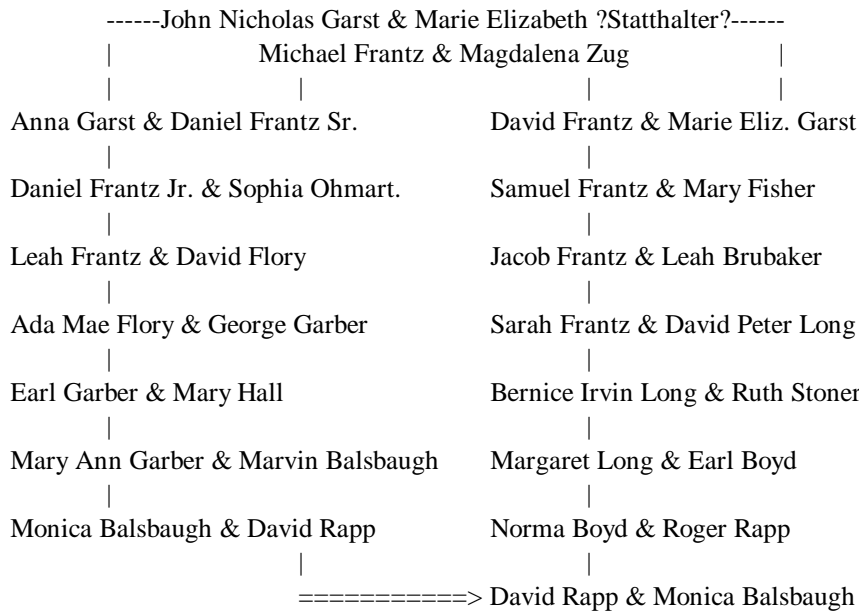 ------John Nicholas Garst & Marie Elizabeth ?Statthalter?------
| Michael Frantz & Magdalena Zug |
| | | |
Anna Garst & Daniel Frantz Sr. David Frantz & Marie Eliz. Garst
| |
Daniel Frantz Jr. & Sophia Ohmart. Samuel Frantz & Mary Fisher
| |
Leah Frantz & David Flory Jacob Frantz & Leah Brubaker
| |
Ada Mae Flory & George Garber Sarah Frantz & David Peter Long
| |
Earl Garber & Mary Hall Bernice Irvin Long & Ruth Stoner
| |
Mary Ann Garber & Marvin Balsbaugh Margaret Long & Earl Boyd
| |
Monica Balsbaugh & David Rapp Norma Boyd & Roger Rapp
| |
===========> David Rapp & Monica Balsbaugh